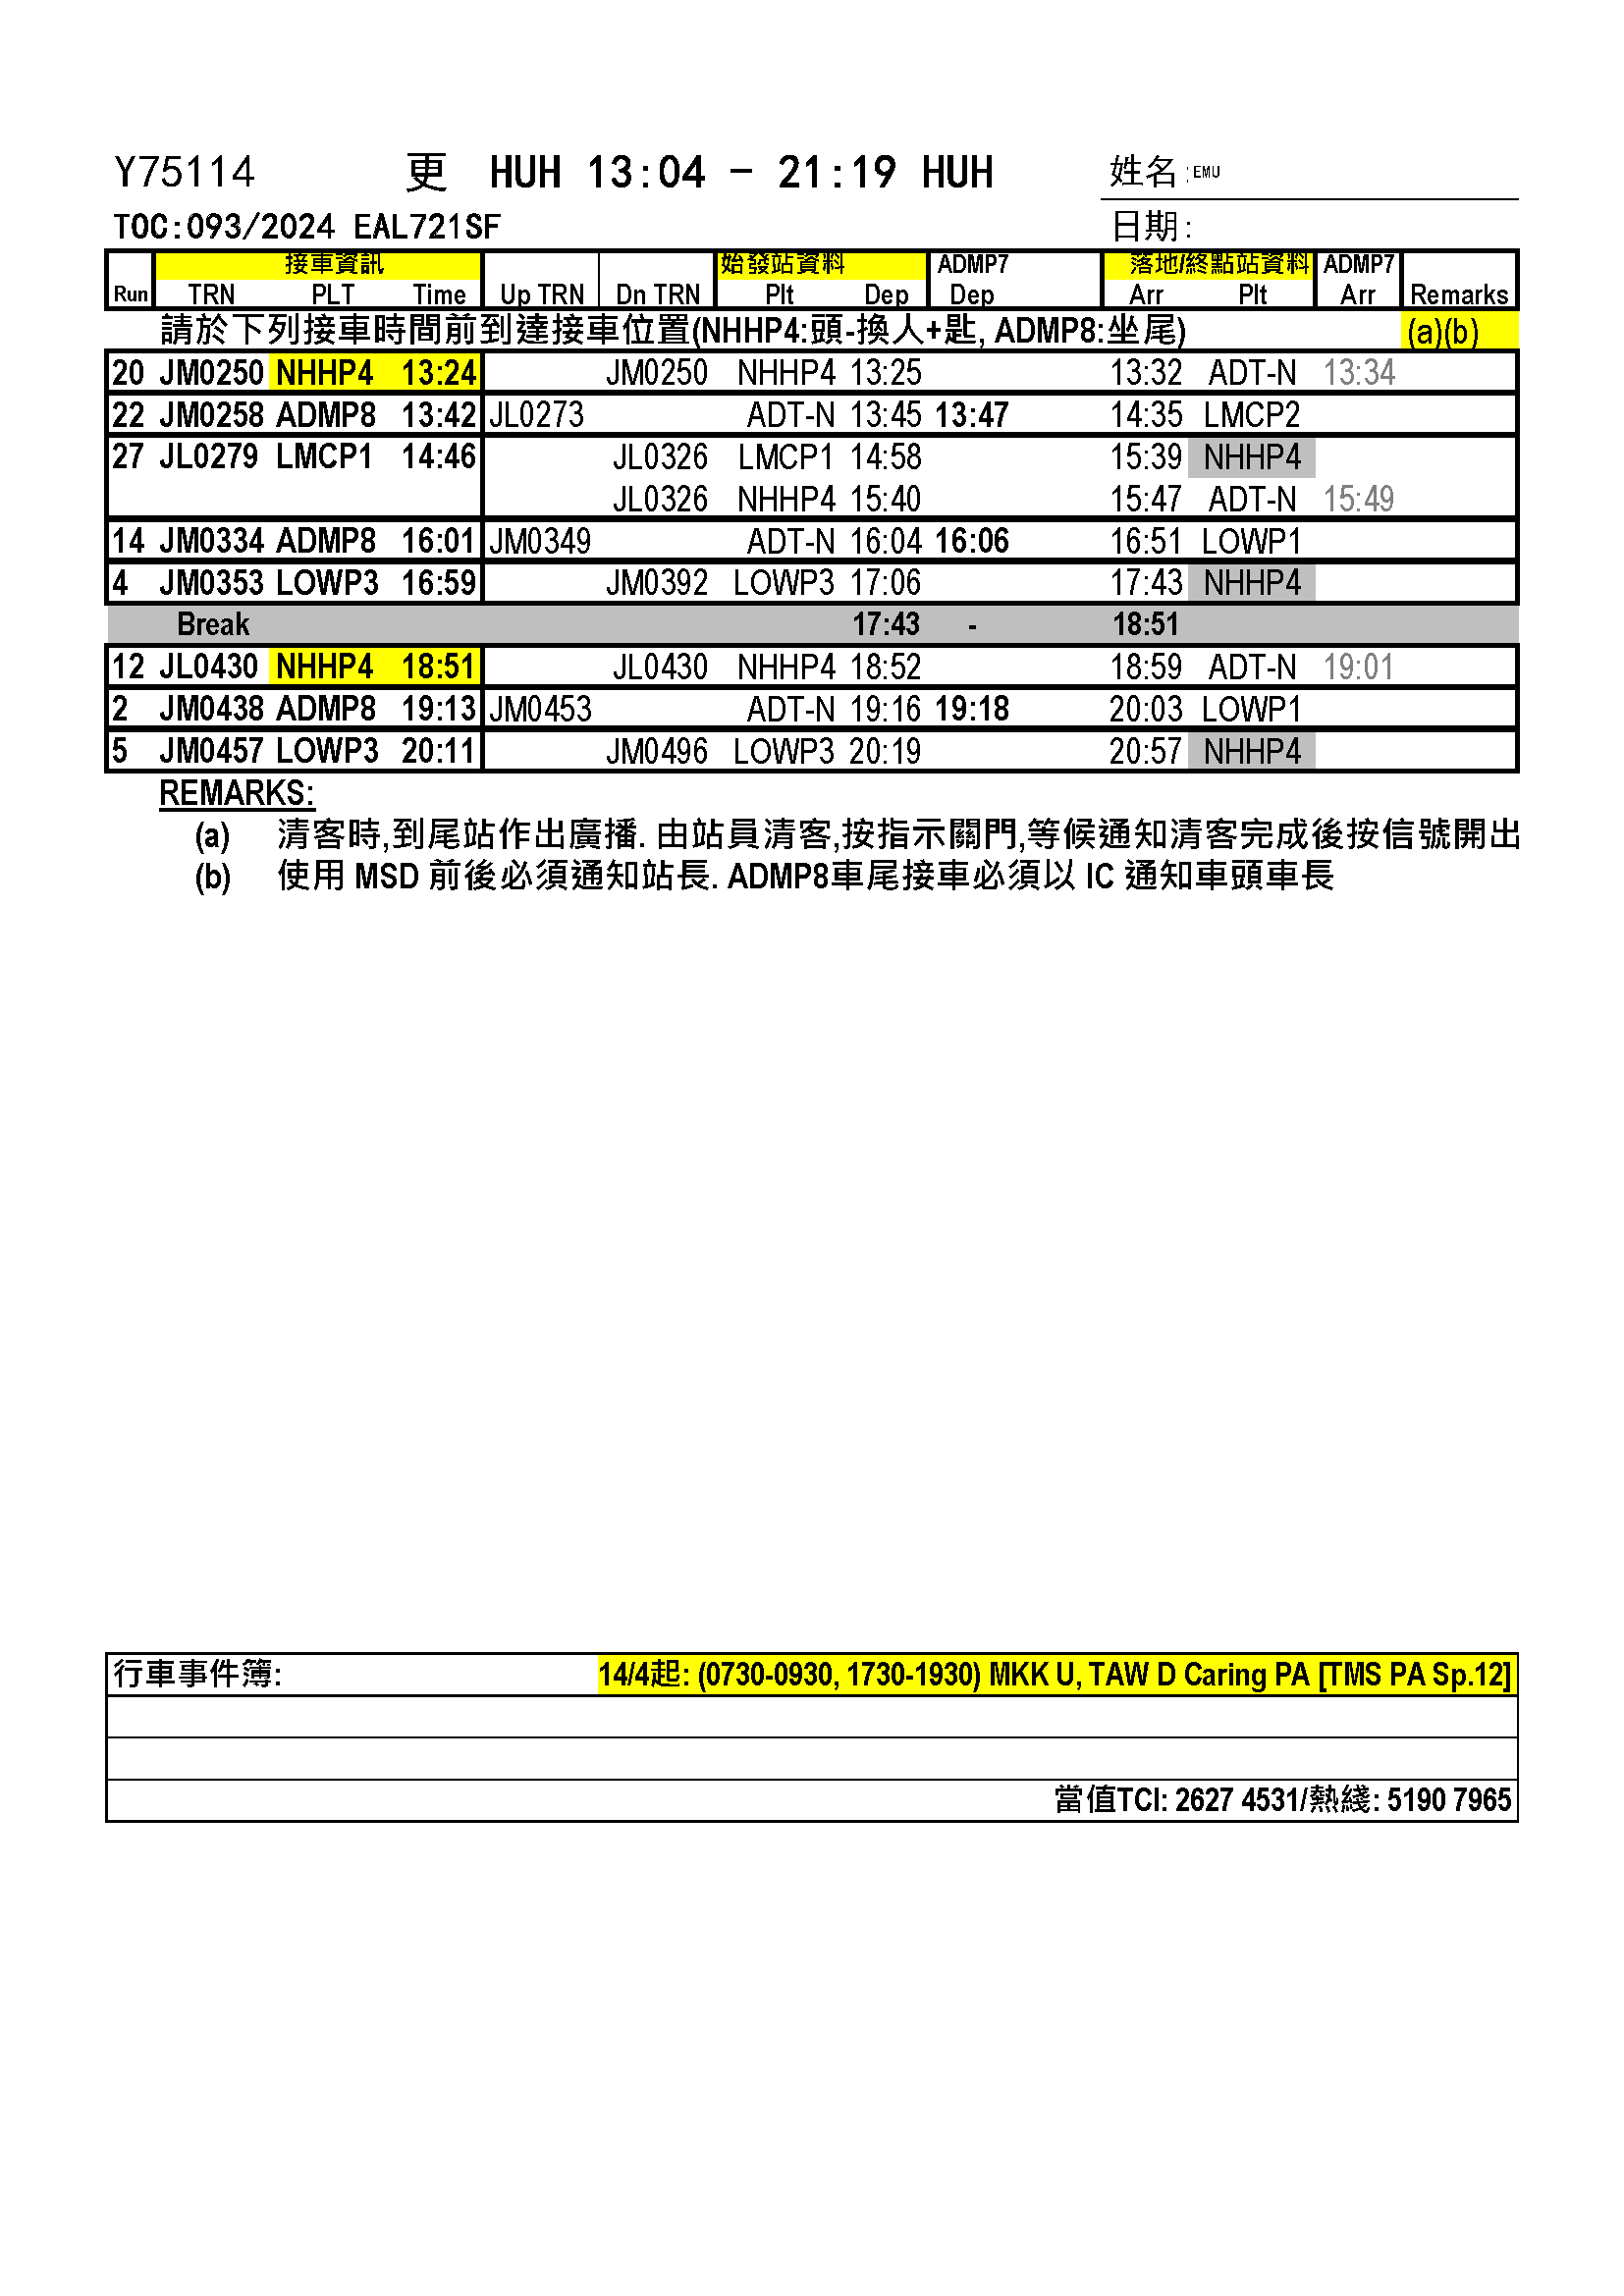 Y75114 更 HUH 13:04 - 21:19 HUH 姓名:EMU
TOC:093/2024 EAL721SF 日期:
接車資訊 始發站資料 ADMP7 落地/終點站資料 ADMP7
Run TRN PLT Time Up TRN Dn TRN Plt Dep Dep Arr Plt Arr Remarks
請於下列接車時間前到達接車位置(NHHP4:頭-換人+匙, ADMP8:坐尾) (a)(b)
20 JM0250 NHHP4 13:24 JM0250 NHHP4 13:25 13:32 ADT-N 13:34
22 JM0258 ADMP8 13:42 JL0273 ADT-N 13:45 13:47 14:35 LMCP2
27 JL0279 LMCP1 14:46 JL0326 LMCP1 14:58 15:39 NHHP4
JL0326 NHHP4 15:40 15:47 ADT-N 15:49
14 JM0334 ADMP8 16:01 JM0349 ADT-N 16:04 16:06 16:51 LOWP1
4 JM0353 LOWP3 16:59 JM0392 LOWP3 17:06 17:43 NHHP4
Break 17:43 - 18:51
12 JL0430 NHHP4 18:51 JL0430 NHHP4 18:52 18:59 ADT-N 19:01
2 JM0438 ADMP8 19:13 JM0453 ADT-N 19:16 19:18 20:03 LOWP1
5 JM0457 LOWP3 20:11 JM0496 LOWP3 20:19 20:57 NHHP4
REMARKS:
(a) 清客時,到尾站作出廣播. 由站員清客,按指示關門,等候通知清客完成後按信號開出
(b) 使用 MSD 前後必須通知站長. ADMP8車尾接車必須以 IC 通知車頭車長
行車事件簿: 14/4起: (0730-0930, 1730-1930) MKK U, TAW D Caring PA [TMS PA Sp.12]
當值TCI: 2627 4531/熱綫: 5190 7965